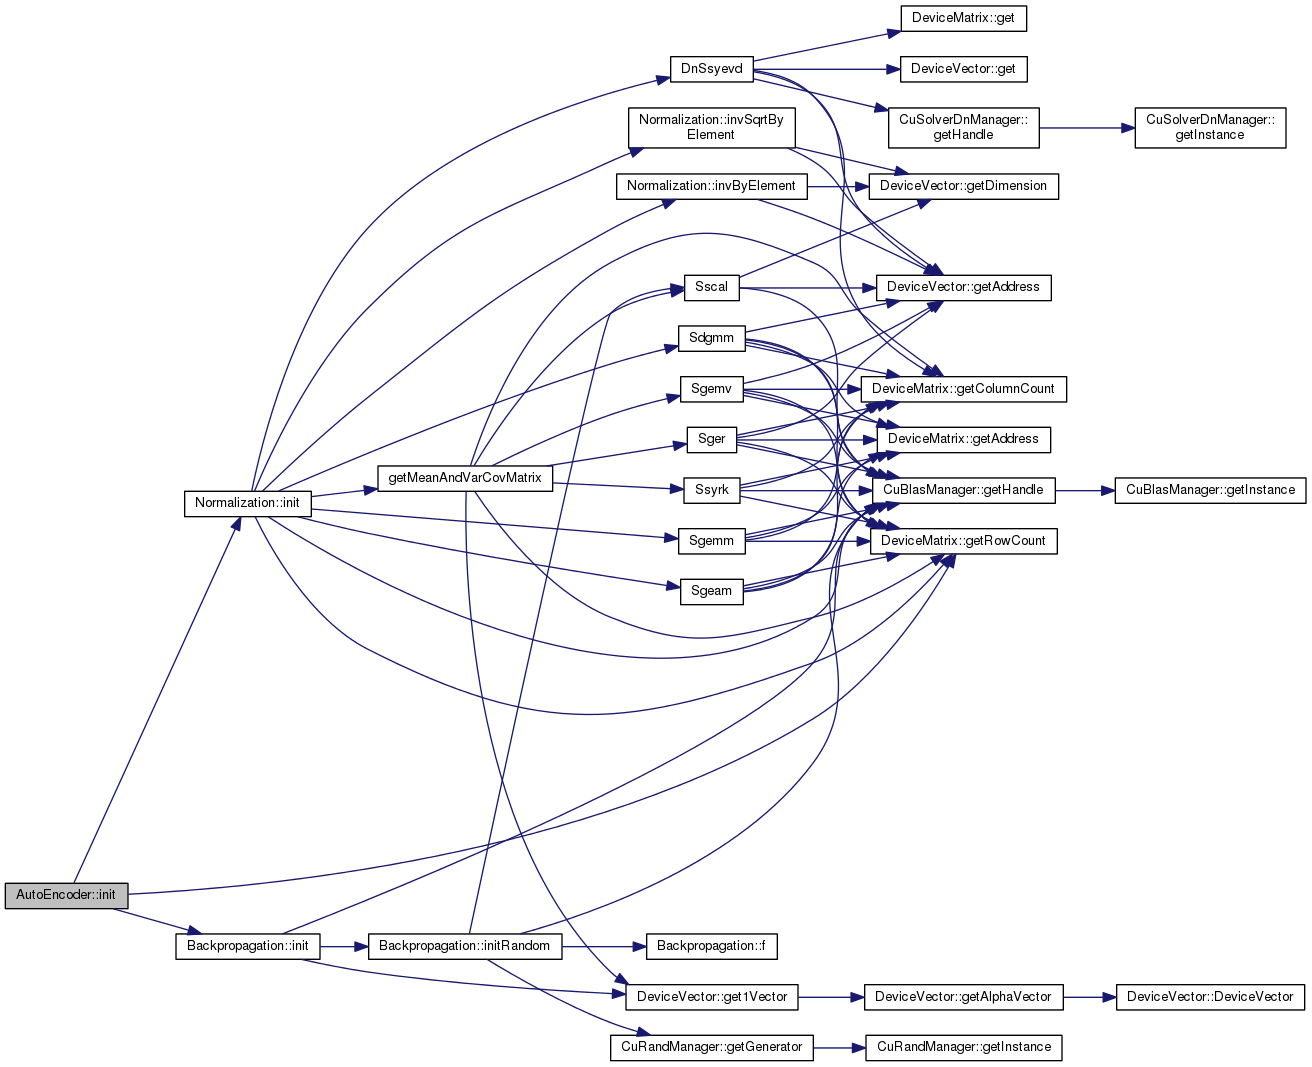 DeviceMatrix::get
DnSsyevd
DeviceVector::get
Normalization::invSqrtBy
Element
CuSolverDnManager::
getHandle
CuSolverDnManager::
getInstance
Normalization::invByElement
DeviceVector::getDimension
Sscal
DeviceVector::getAddress
Sdgmm
Sgemv
DeviceMatrix::getColumnCount
Sger
DeviceMatrix::getAddress
getMeanAndVarCovMatrix
Ssyrk
CuBlasManager::getHandle
CuBlasManager::getInstance
Normalization::init
Sgemm
DeviceMatrix::getRowCount
Sgeam
AutoEncoder::init
Backpropagation::init
Backpropagation::initRandom
Backpropagation::f
DeviceVector::get1Vector
DeviceVector::getAlphaVector
DeviceVector::DeviceVector
CuRandManager::getGenerator
CuRandManager::getInstance